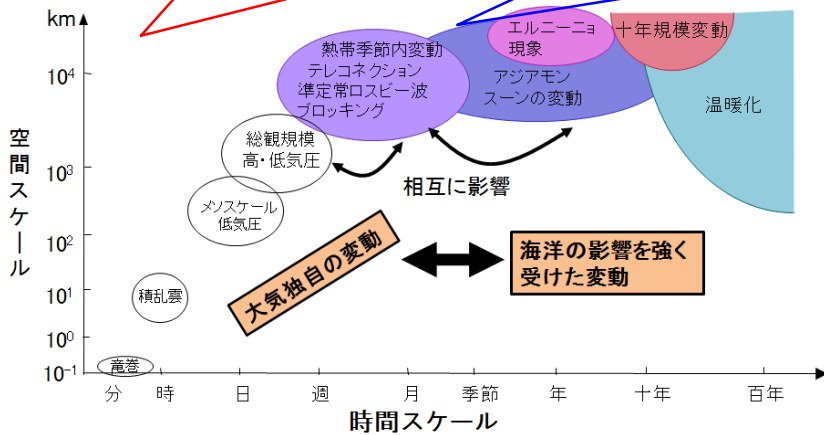 km
10⁴
10³
10²
10¹
10⁰
10⁻¹
空間スケール
熱帯季節内変動
テレコネクション
準定常ロスビー波
ブロッキング
エルニーニョ
現象
十年規模変動
アジアモン
スーンの変動
温暖化
総観規模
高・低気圧
相互に影響
メソスケール
低気圧
大気独自の変動
海洋の影響を強く
受けた変動
積乱雲
竜巻
分 時 日 週 月 季節 年 十年 百年
時間スケール